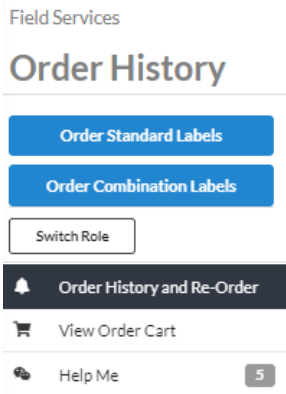 Field Services
Order History
Order Standard Labels
Order Combination Labels
Switch Role
Order History and Re-Order
View Order Cart
Help Me 5